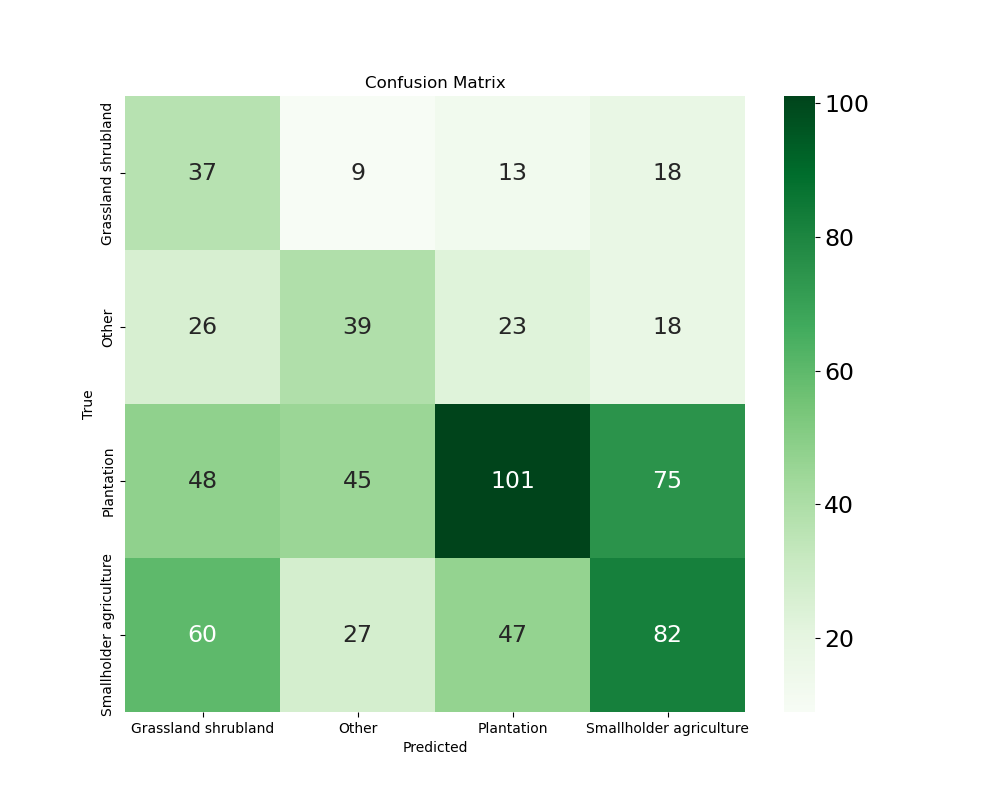 Confusion Matrix
Grassland shrubland
37 9 13 18
Other
26 39 23 18
Plantation
48 45 101 75
Smallholder agriculture
60 27 47 82
True
Grassland shrubland Other Plantation Smallholder agriculture
Predicted
100
80
60
40
20